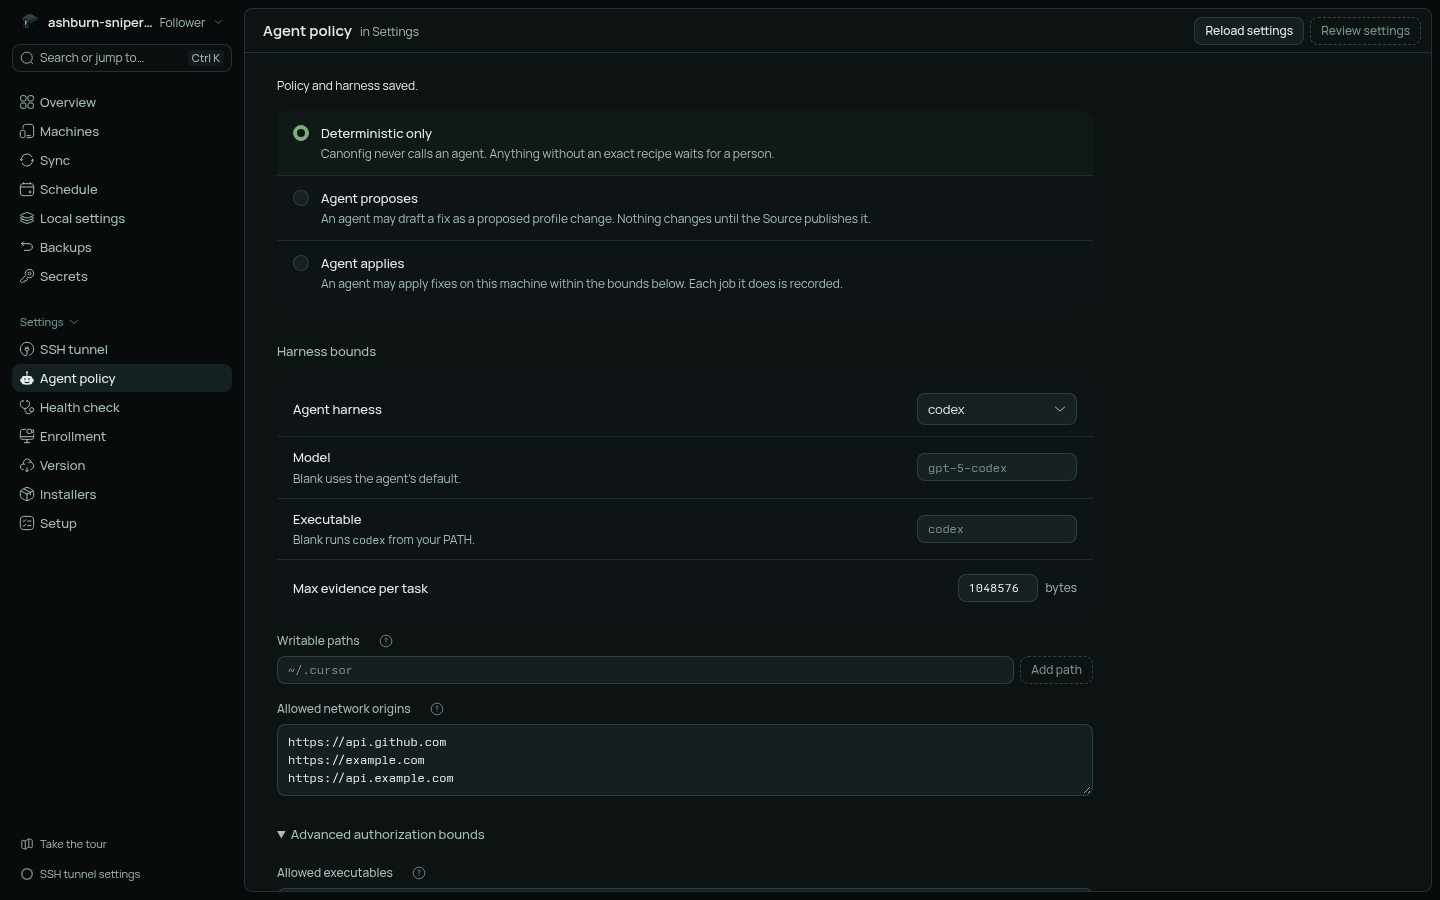 ashburn-sniper... Follower
Search or jump to... Ctrl K
Overview
Machines
Sync
Schedule
Local settings
Backups
Secrets
Settings
SSH tunnel
Agent policy
Health check
Enrollment
Version
Installers
Setup
Take the tour
SSH tunnel settings
Agent policy in Settings
Reload settings
Review settings
Policy and harness saved.
Deterministic only
Canonfig never calls an agent. Anything without an exact recipe waits for a person.
Agent proposes
An agent may draft a fix as a proposed profile change. Nothing changes until the Source publishes it.
Agent applies
An agent may apply fixes on this machine within the bounds below. Each job it does is recorded.
Harness bounds
Agent harness
codex
Model
Blank uses the agent's default.
gpt-5-codex
Executable
Blank runs codex from your PATH.
codex
Max evidence per task
1048576 bytes
Writable paths ?
~/.cursor
Add path
Allowed network origins ?
https://api.github.com
https://example.com
https://api.example.com
▼ Advanced authorization bounds
Allowed executables ?